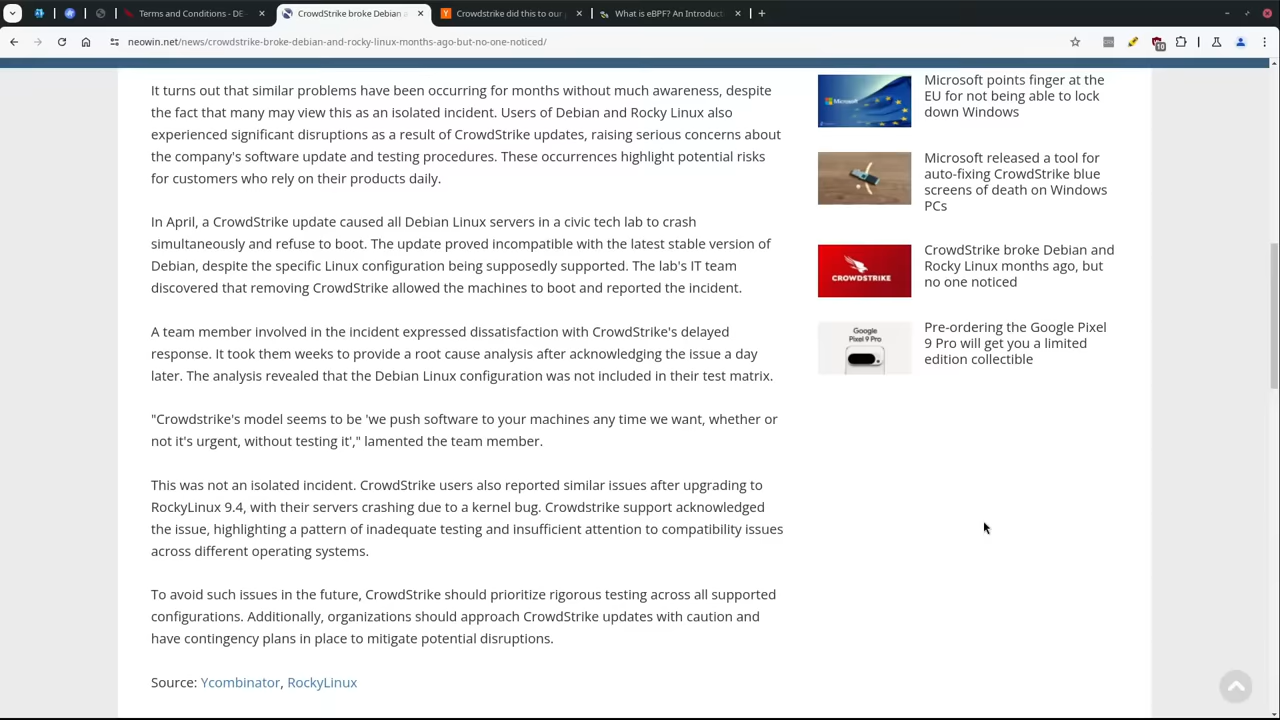 Terms and Conditions - DE
CrowdStrike broke Debian a
Crowdstrike did this to our
What is eBPF? An Introduct
neowin.net/news/crowdstrike-broke-debian-and-rocky-linux-months-ago-but-no-one-noticed/
10
It turns out that similar problems have been occurring for months without much awareness, despite
the fact that many may view this as an isolated incident. Users of Debian and Rocky Linux also
experienced significant disruptions as a result of CrowdStrike updates, raising serious concerns about
the company's software update and testing procedures. These occurrences highlight potential risks
for customers who rely on their products daily.
In April, a CrowdStrike update caused all Debian Linux servers in a civic tech lab to crash
simultaneously and refuse to boot. The update proved incompatible with the latest stable version of
Debian, despite the specific Linux configuration being supposedly supported. The lab's IT team
discovered that removing CrowdStrike allowed the machines to boot and reported the incident.
A team member involved in the incident expressed dissatisfaction with CrowdStrike's delayed
response. It took them weeks to provide a root cause analysis after acknowledging the issue a day
later. The analysis revealed that the Debian Linux configuration was not included in their test matrix.
"Crowdstrike's model seems to be 'we push software to your machines any time we want, whether or
not it's urgent, without testing it'," lamented the team member.
This was not an isolated incident. CrowdStrike users also reported similar issues after upgrading to
RockyLinux 9.4, with their servers crashing due to a kernel bug. Crowdstrike support acknowledged
the issue, highlighting a pattern of inadequate testing and insufficient attention to compatibility issues
across different operating systems.
To avoid such issues in the future, CrowdStrike should prioritize rigorous testing across all supported
configurations. Additionally, organizations should approach CrowdStrike updates with caution and
have contingency plans in place to mitigate potential disruptions.
Source: Ycombinator, RockyLinux
Microsoft
Microsoft points finger at the
EU for not being able to lock
down Windows
Microsoft released a tool for
auto-fixing CrowdStrike blue
screens of death on Windows
PCs
CROWDSTRIKE
CrowdStrike broke Debian and
Rocky Linux months ago, but
no one noticed
Google
Pixel 9 Pro
Pre-ordering the Google Pixel
9 Pro will get you a limited
edition collectible